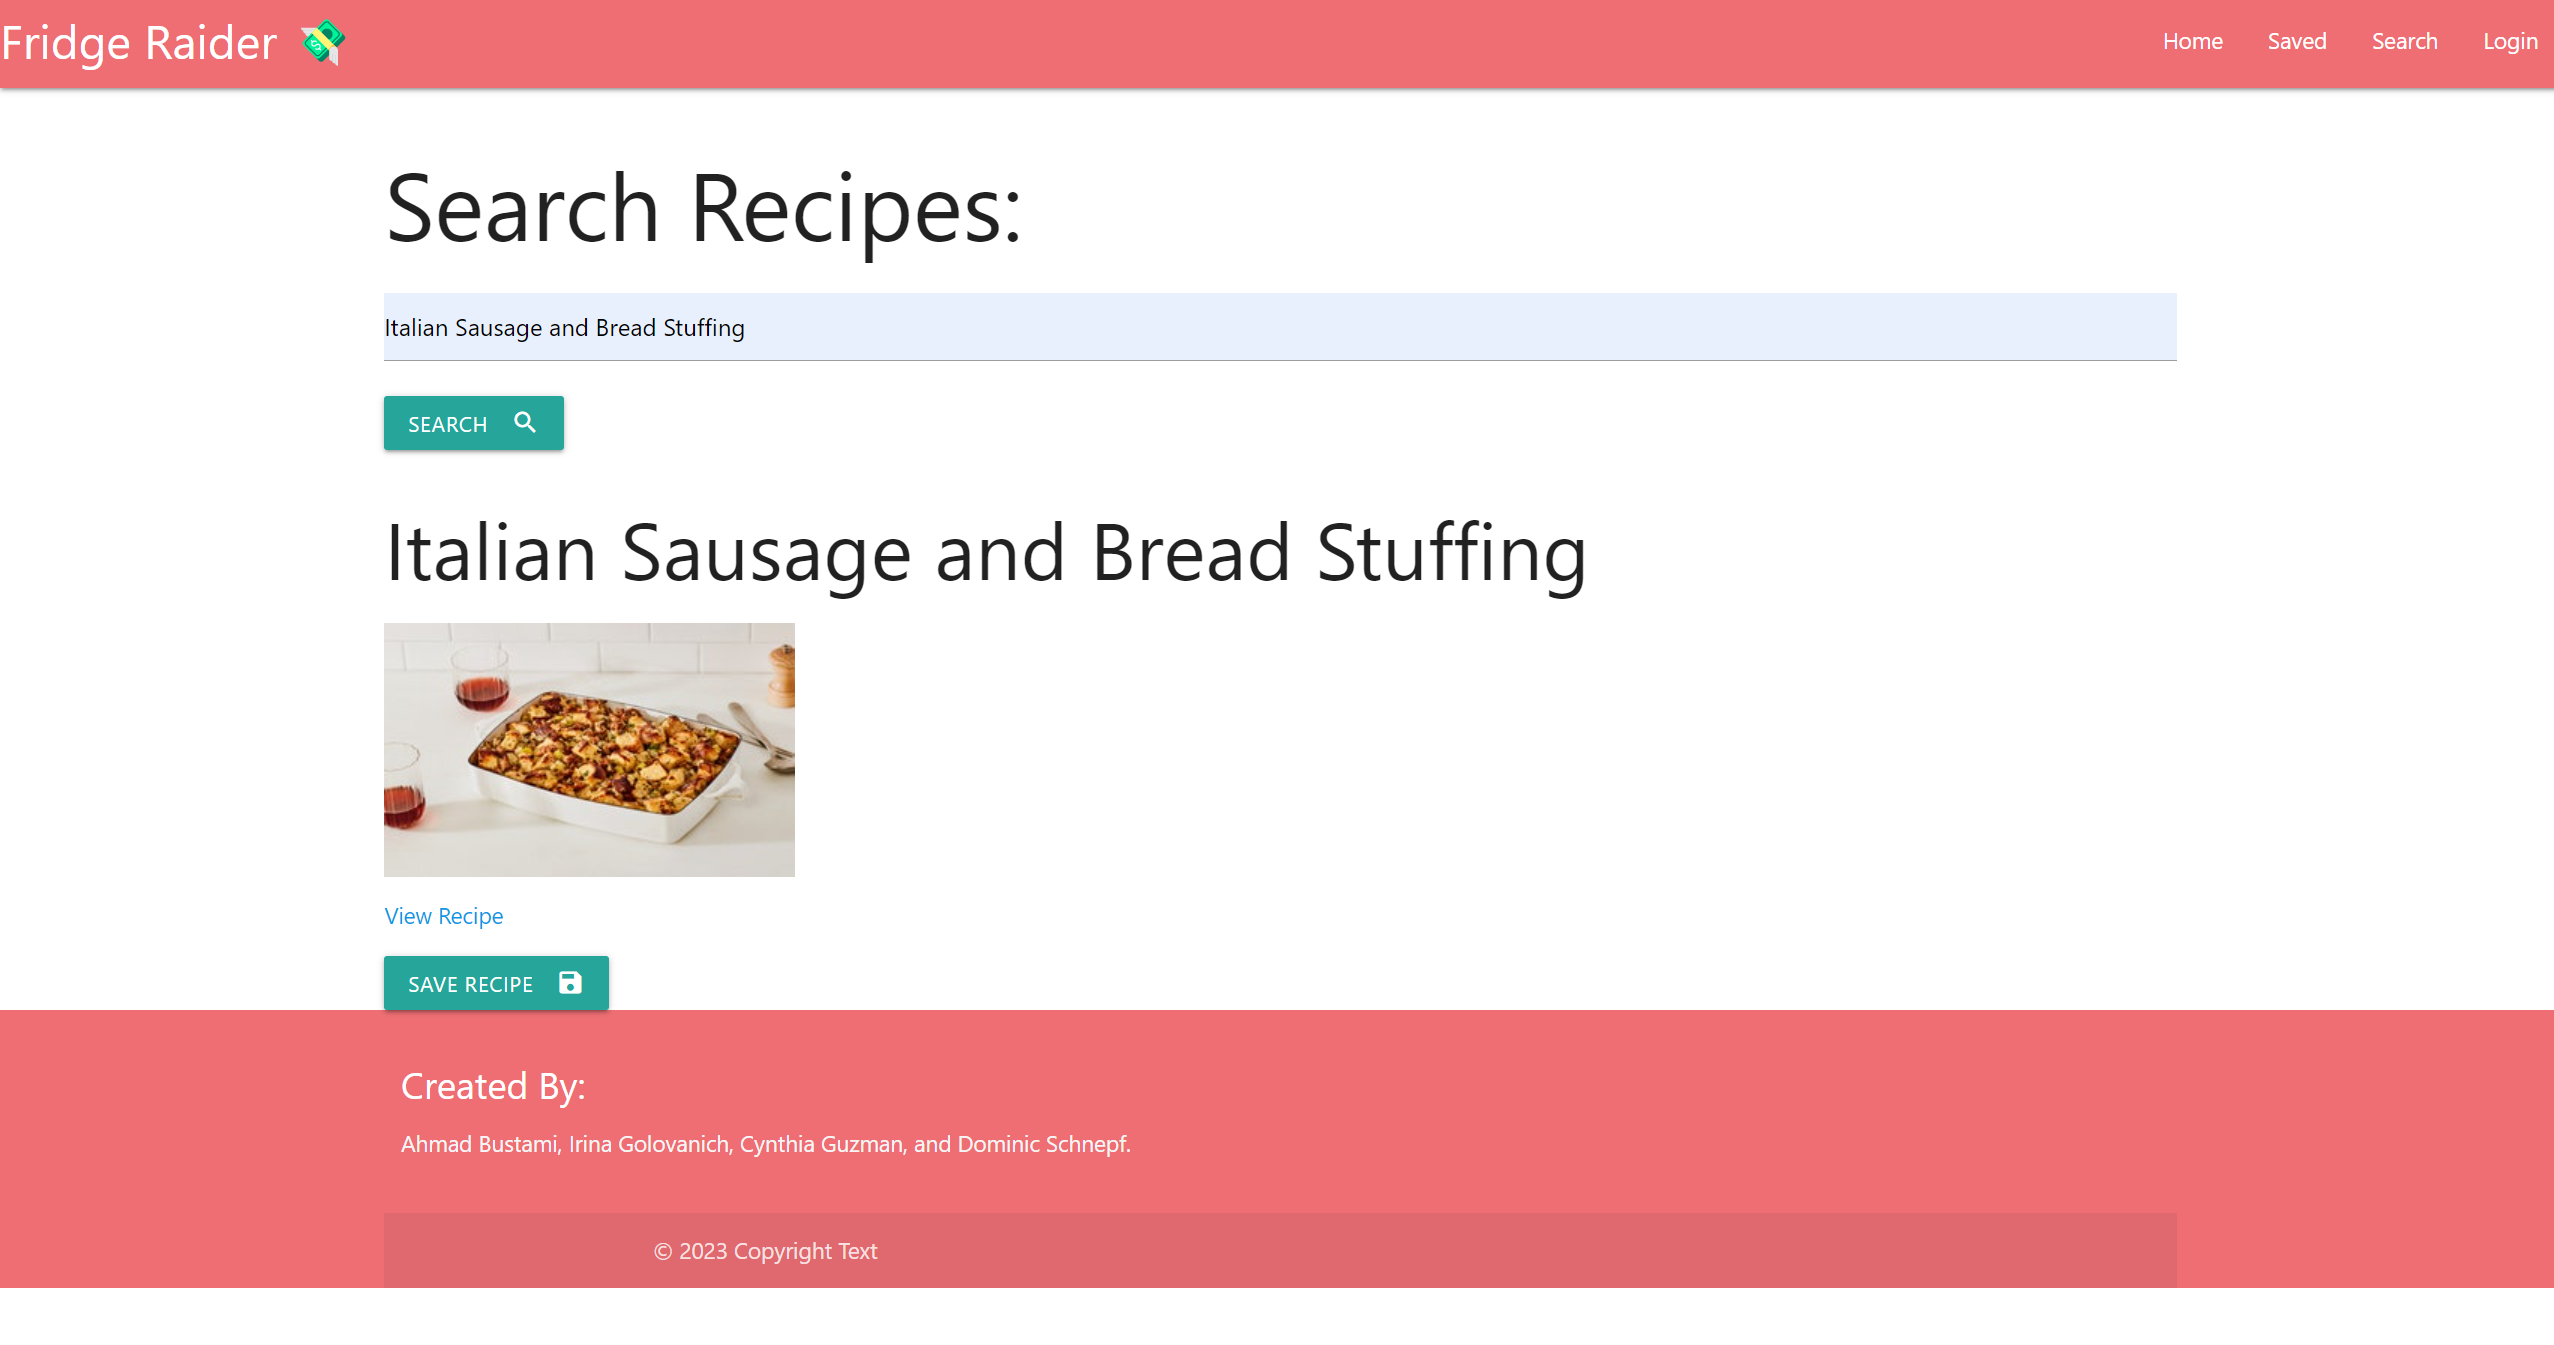 Fridge Raider 💸
Home Saved Search Login
Search Recipes:
Italian Sausage and Bread Stuffing
SEARCH
Italian Sausage and Bread Stuffing
View Recipe
SAVE RECIPE
Created By:
Ahmad Bustami, Irina Golovanich, Cynthia Guzman, and Dominic Schnepf.
© 2023 Copyright Text